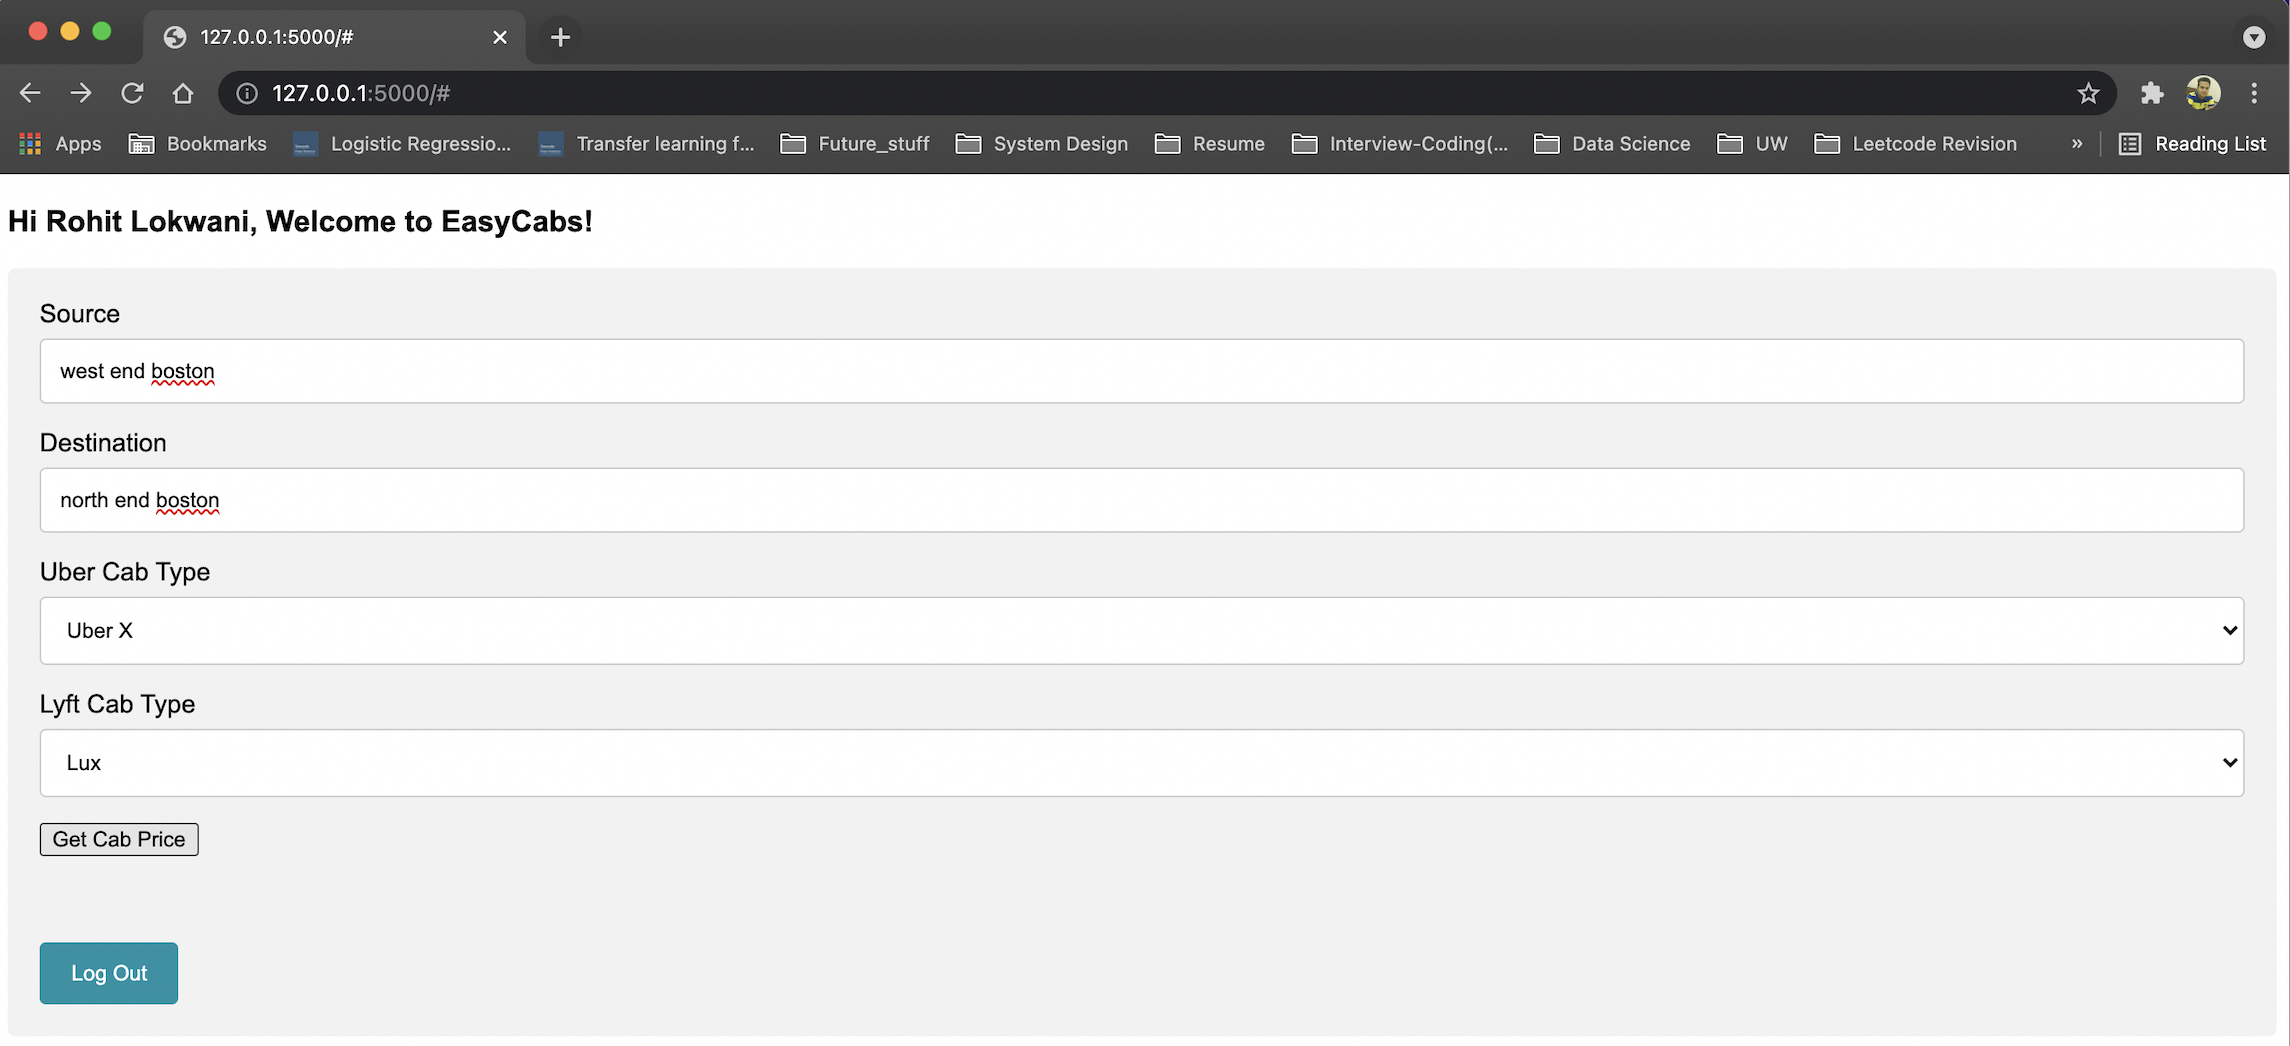 127.0.0.1:5000/#
127.0.0.1:5000/#
Apps Bookmarks Logistic Regressio... Transfer learning f... Future_stuff System Design Resume Interview-Coding(... Data Science UW Leetcode Revision » Reading List
Hi Rohit Lokwani, Welcome to EasyCabs!
Source
west end boston
Destination
north end boston
Uber Cab Type
Uber X
Lyft Cab Type
Lux
Get Cab Price
Log Out